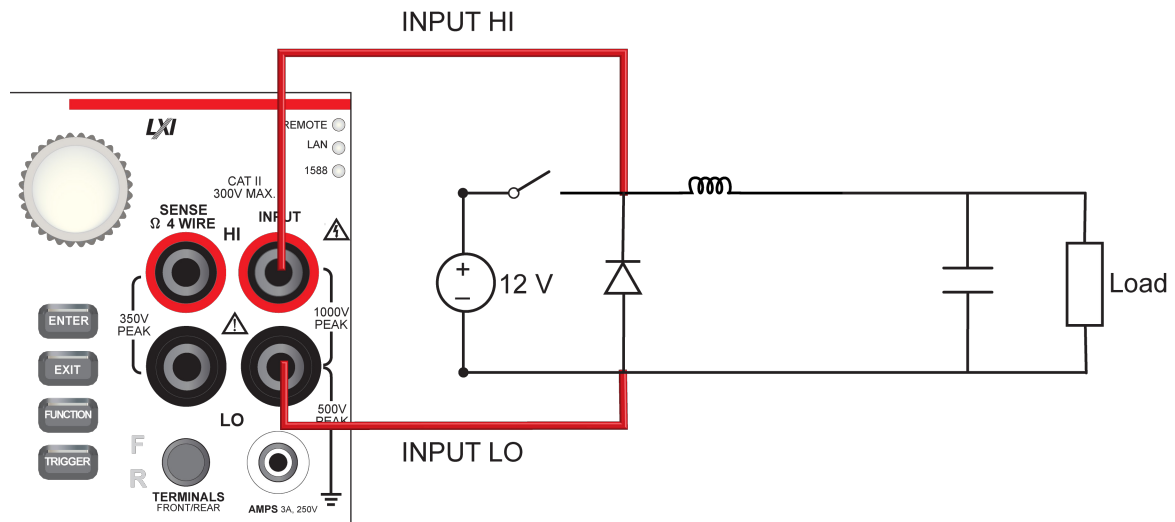 INPUT HI
LXI
REMOTE
LAN
1588
CAT II
300V MAX.
SENSE
Ω 4 WIRE
HI
INPUT
350V
PEAK
1000V
PEAK
ENTER
EXIT
FUNCTION
TRIGGER
LO
500V
PEAK
F
R
TERMINALS
FRONT/REAR
AMPS 3A, 250V
INPUT LO
+
−
12 V
Load